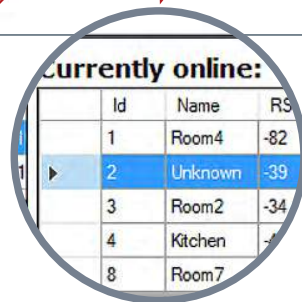 Currently online:
Id Name RS
1 Room4 -82
2 Unknown -39
3 Room2 -34
4 Kitchen
8 Room7